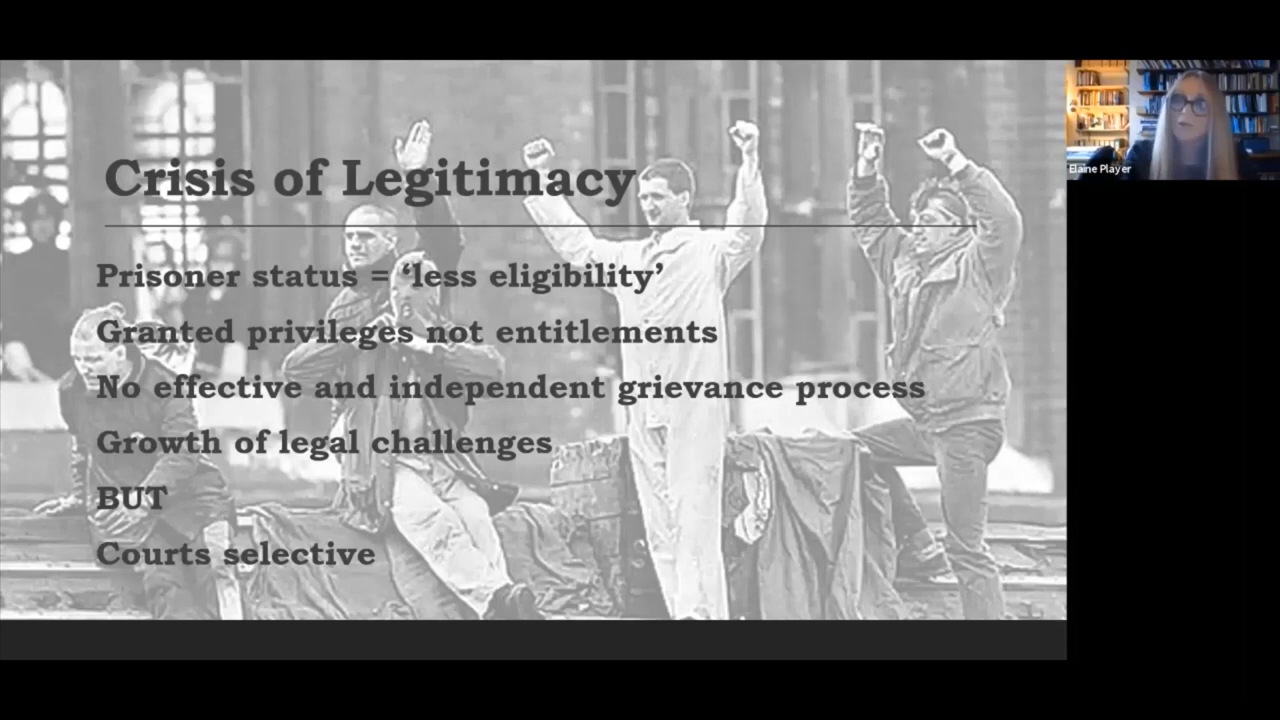 Crisis of Legitimacy
Prisoner status = ‘less eligibility’
Granted privileges not entitlements
No effective and independent grievance process
Growth of legal challenges
BUT
Courts selective
Elaine Player